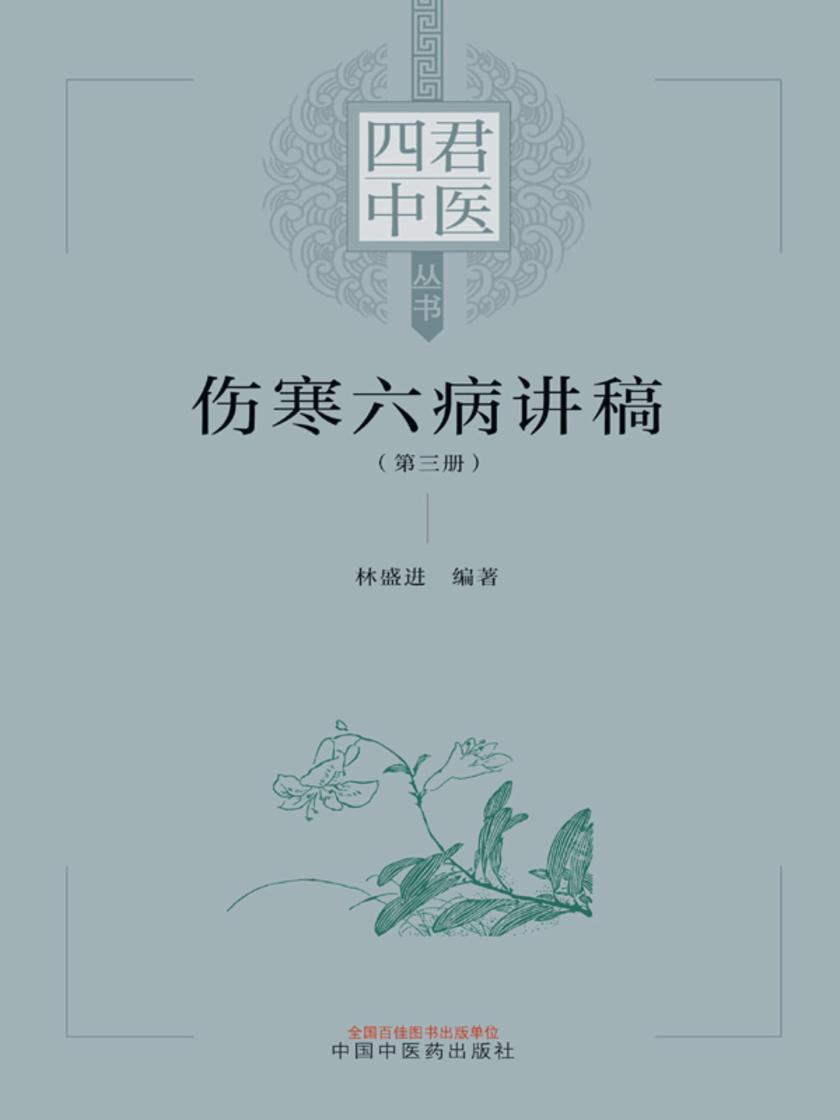 四君
中医
丛
书
伤寒六病讲稿
（第三册）
林盛进 编著
全国百佳图书出版单位
中国中医药出版社